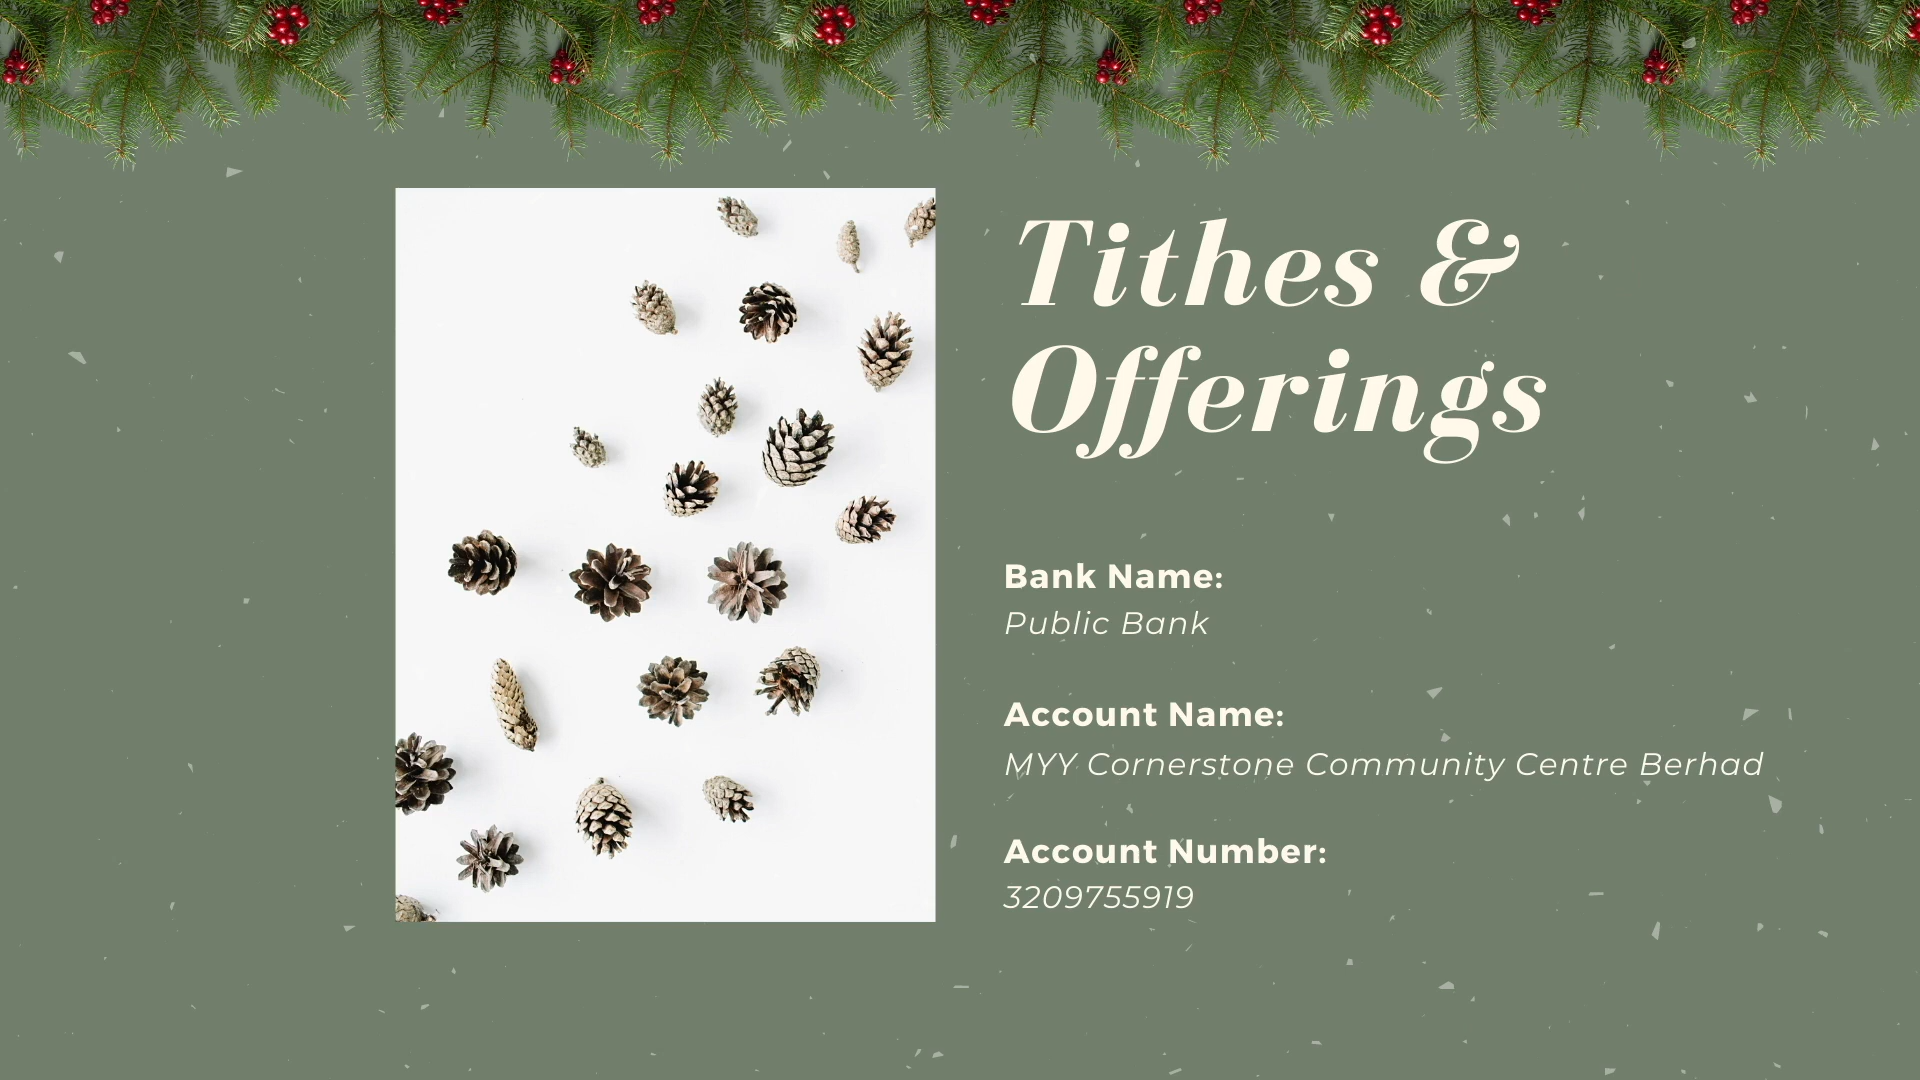 Tithes &
Offerings
Bank Name:
Public Bank
Account Name:
MYY Cornerstone Community Centre Berhad
Account Number:
3209755919